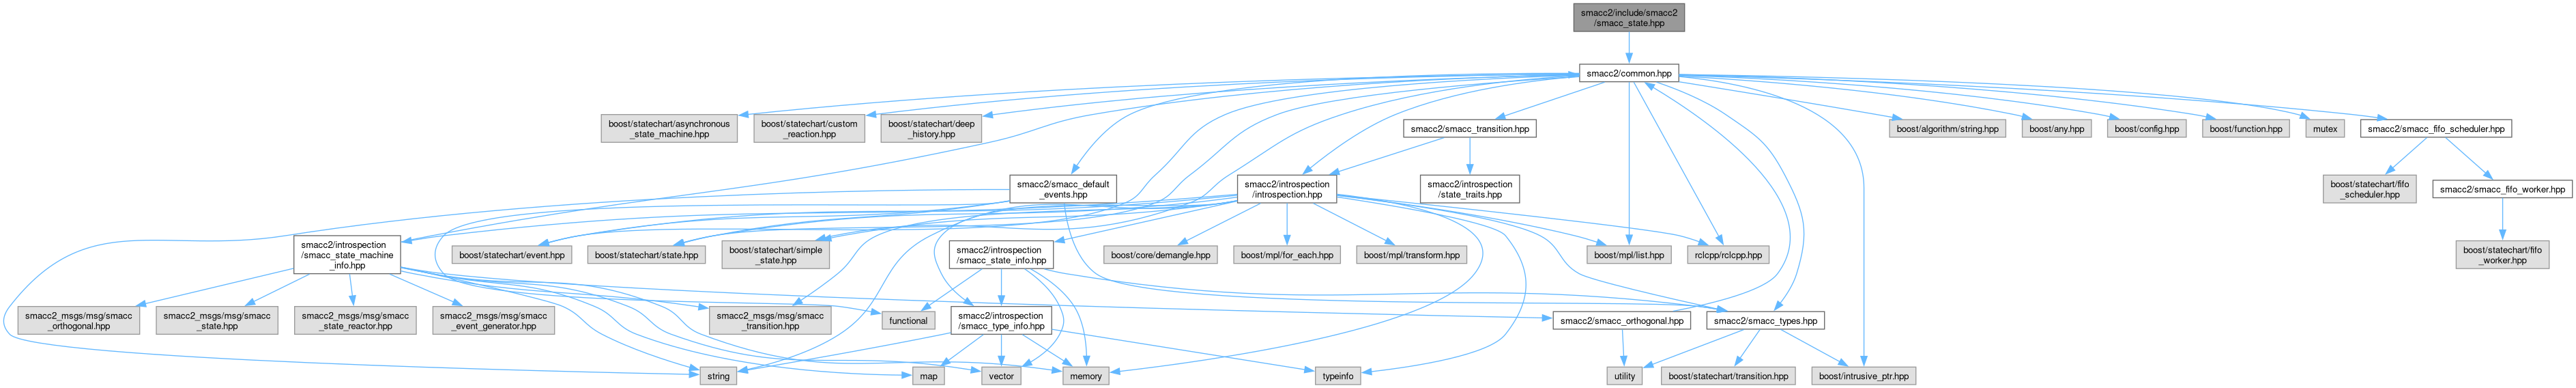 smacc2/include/smacc2
/smacc_state.hpp
smacc2/common.hpp
boost/statechart/asynchronous
_state_machine.hpp
boost/statechart/custom
_reaction.hpp
boost/statechart/deep
_history.hpp
smacc2/smacc_transition.hpp
boost/algorithm/string.hpp
boost/any.hpp
boost/config.hpp
boost/function.hpp
mutex
smacc2/smacc_fifo_scheduler.hpp
smacc2/smacc_default
_events.hpp
smacc2/introspection
/introspection.hpp
smacc2/introspection
/state_traits.hpp
boost/statechart/fifo
_scheduler.hpp
smacc2/smacc_fifo_worker.hpp
smacc2/introspection
/smacc_state_machine
_info.hpp
boost/statechart/event.hpp
boost/statechart/state.hpp
boost/statechart/simple
_state.hpp
smacc2/introspection
/smacc_state_info.hpp
boost/core/demangle.hpp
boost/mpl/for_each.hpp
boost/mpl/transform.hpp
boost/mpl/list.hpp
rclcpp/rclcpp.hpp
boost/statechart/fifo
_worker.hpp
smacc2_msgs/msg/smacc
_orthogonal.hpp
smacc2_msgs/msg/smacc
_state.hpp
smacc2_msgs/msg/smacc
_state_reactor.hpp
smacc2_msgs/msg/smacc
_event_generator.hpp
smacc2_msgs/msg/smacc
_transition.hpp
functional
smacc2/introspection
/smacc_type_info.hpp
smacc2/smacc_orthogonal.hpp
smacc2/smacc_types.hpp
string
map
vector
memory
typeinfo
utility
boost/statechart/transition.hpp
boost/intrusive_ptr.hpp